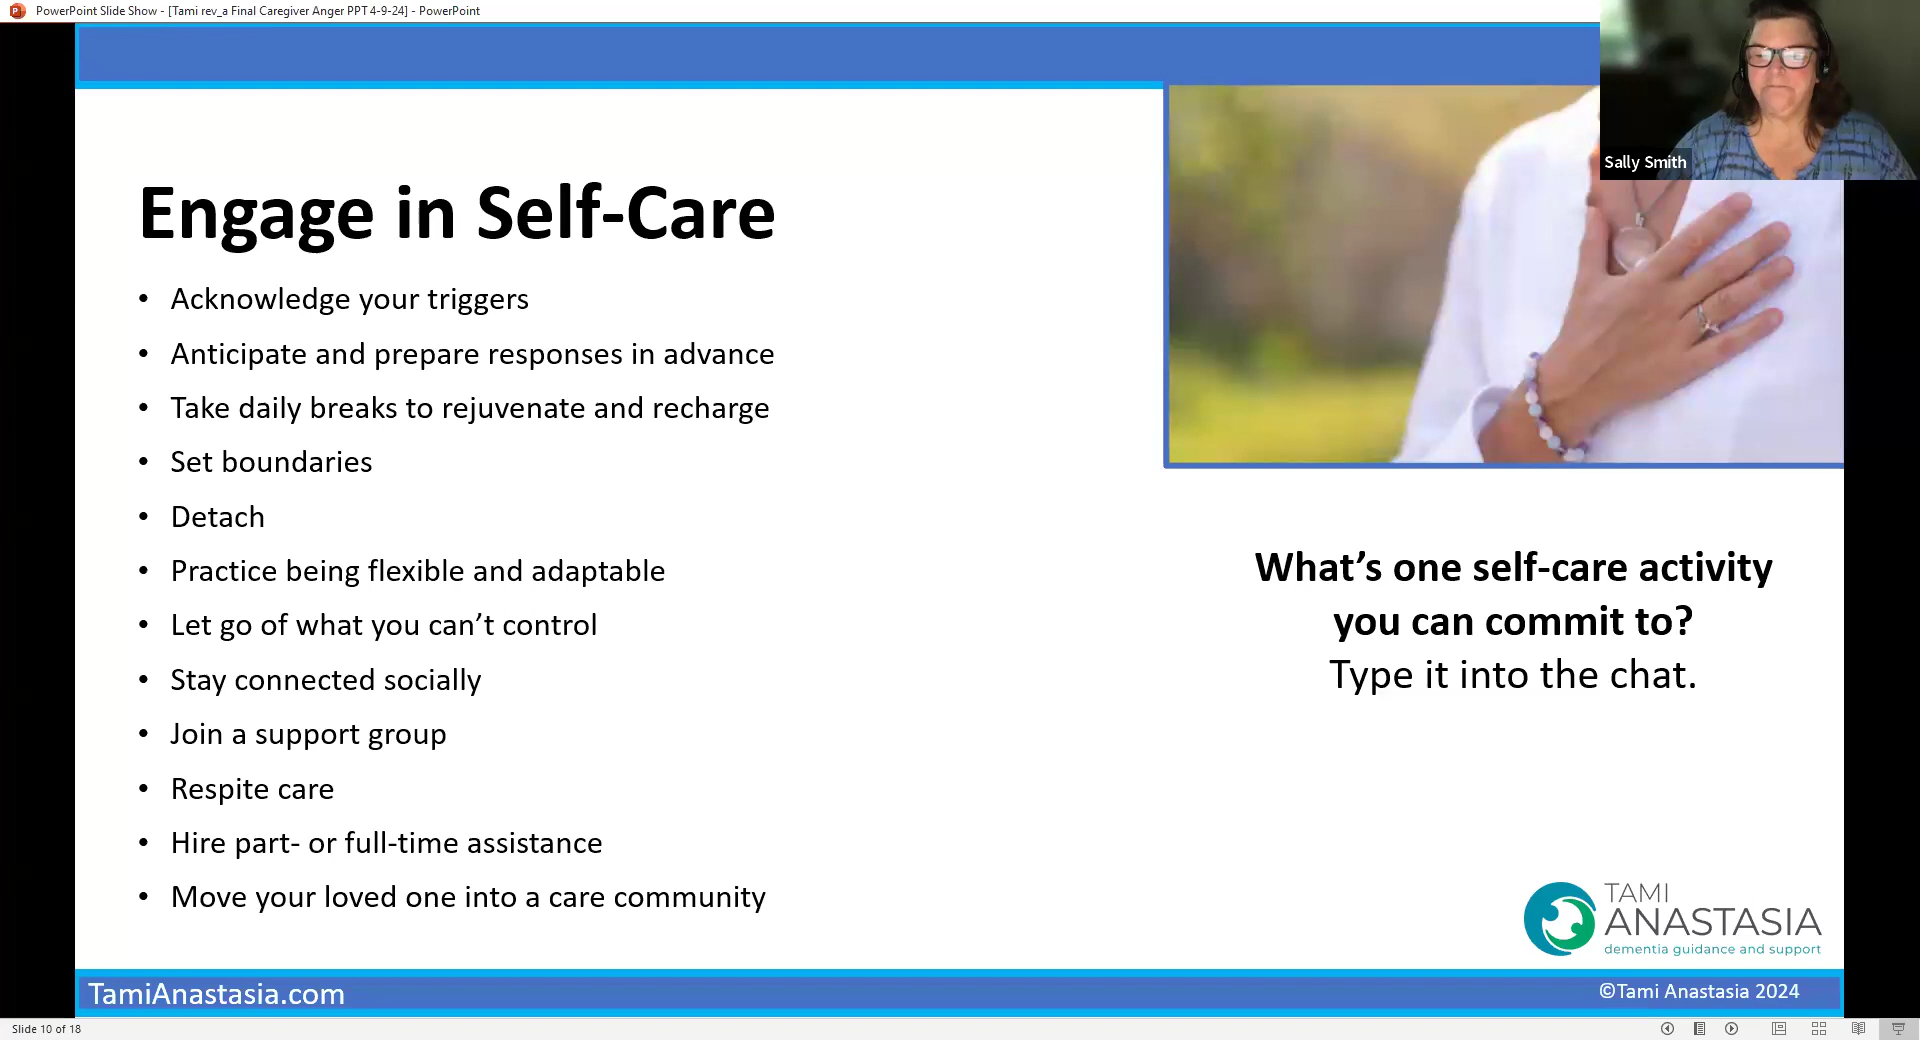 PowerPoint Slide Show - [Tami rev_a Final Caregiver Anger PPT 4-9-24] - PowerPoint
Sally Smith
Engage in Self-Care
• Acknowledge your triggers
• Anticipate and prepare responses in advance
• Take daily breaks to rejuvenate and recharge
• Set boundaries
• Detach
• Practice being flexible and adaptable
• Let go of what you can’t control
• Stay connected socially
• Join a support group
• Respite care
• Hire part- or full-time assistance
• Move your loved one into a care community
What’s one self-care activity
you can commit to?
Type it into the chat.
TAMI
ANASTASIA
dementia guidance and support
TamiAnastasia.com
©Tami Anastasia 2024
Slide 10 of 18